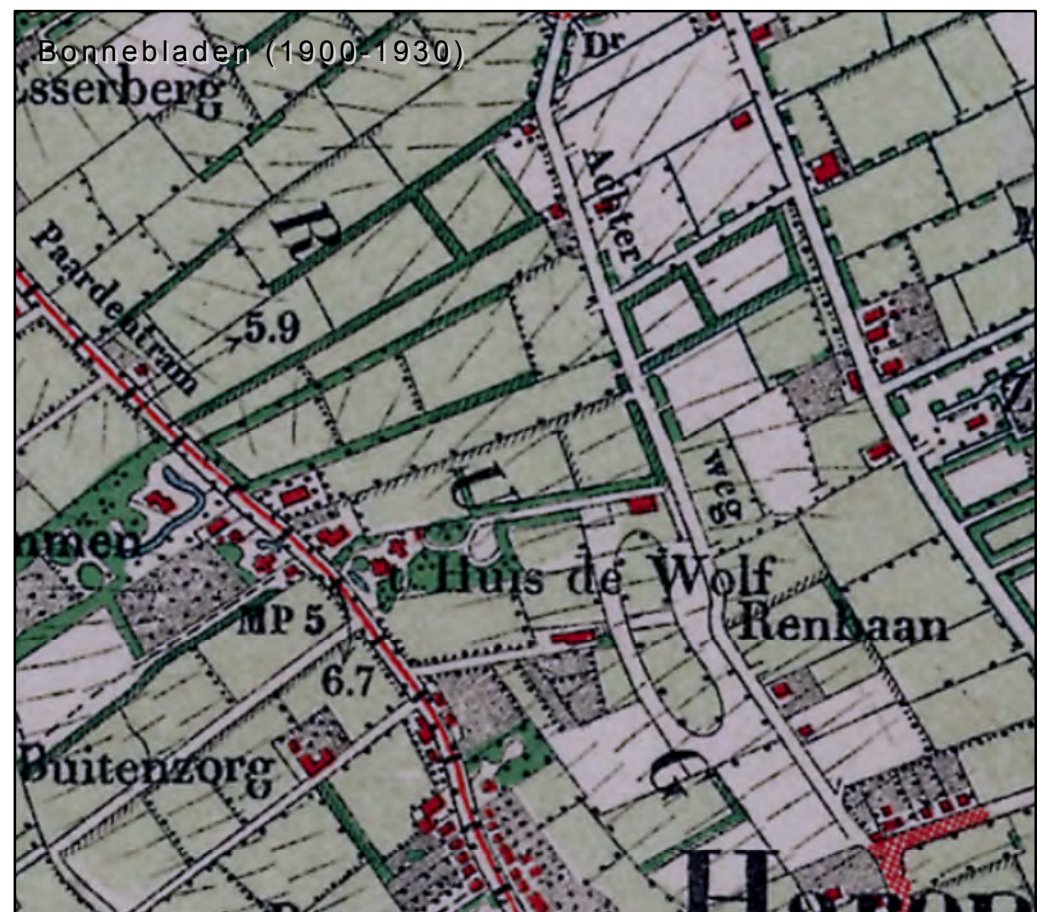 Bonnebladen (1900-1930)
sserberg
Dr
Achter
R
Paardentram
5.9
Z
U
weg
mmen
t Huis de Wolf
MP 5
Renbaan
6.7
Buitenzorg
G